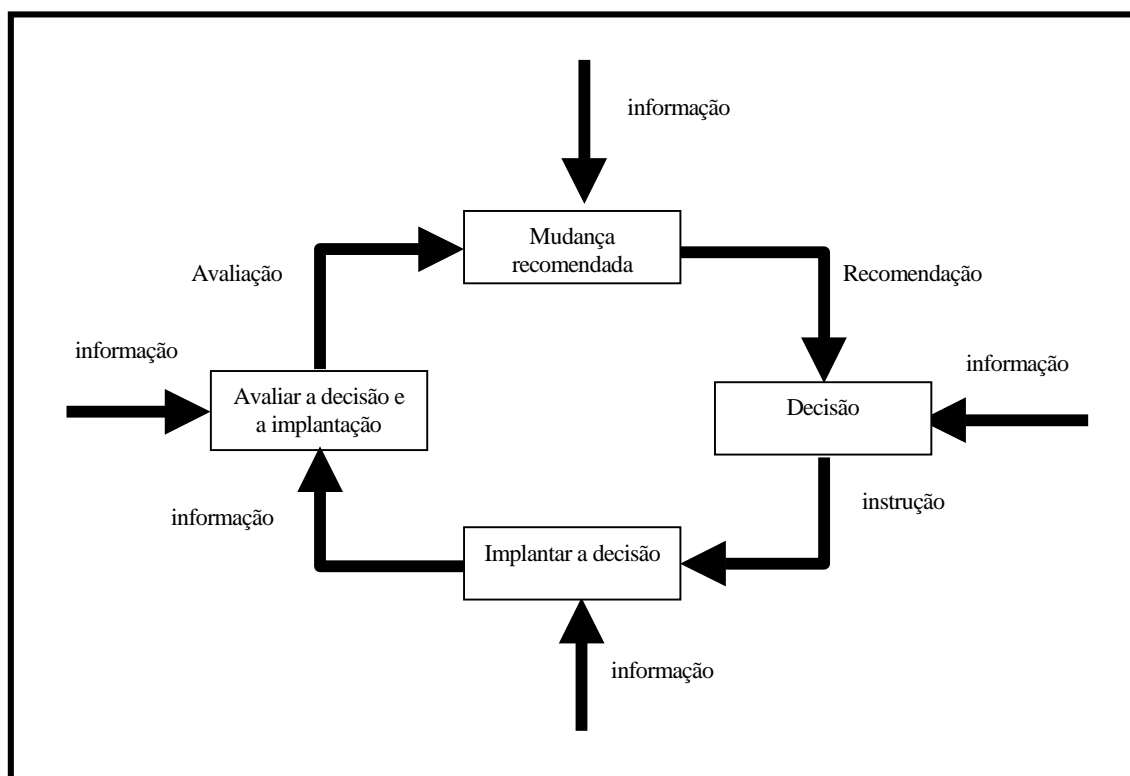 informação
Mudança
recomendada
Avaliação
Recomendação
informação
informação
Avaliar a decisão e
a implantação
Decisão
instrução
informação
Implantar a decisão
informação